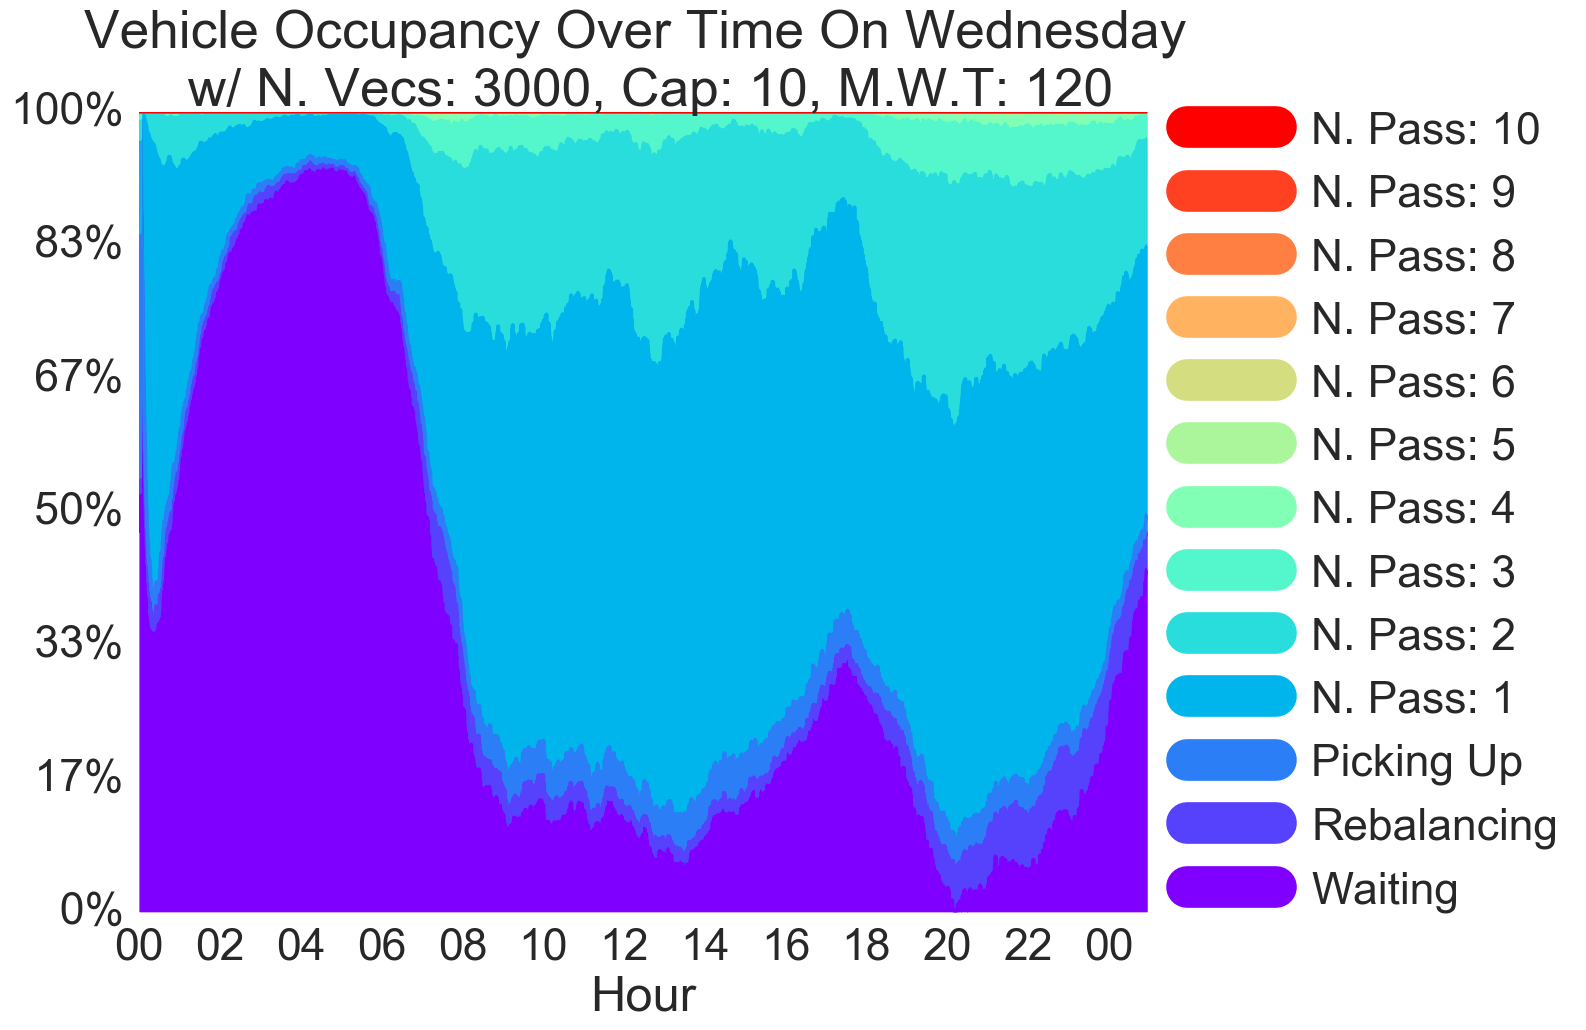 Vehicle Occupancy Over Time On Wednesday
w/ N. Vecs: 3000, Cap: 10, M.W.T: 120
100%
83%
67%
50%
33%
17%
0%
00 02 04 06 08 10 12 14 16 18 20 22 00
Hour
N. Pass: 10
N. Pass: 9
N. Pass: 8
N. Pass: 7
N. Pass: 6
N. Pass: 5
N. Pass: 4
N. Pass: 3
N. Pass: 2
N. Pass: 1
Picking Up
Rebalancing
Waiting